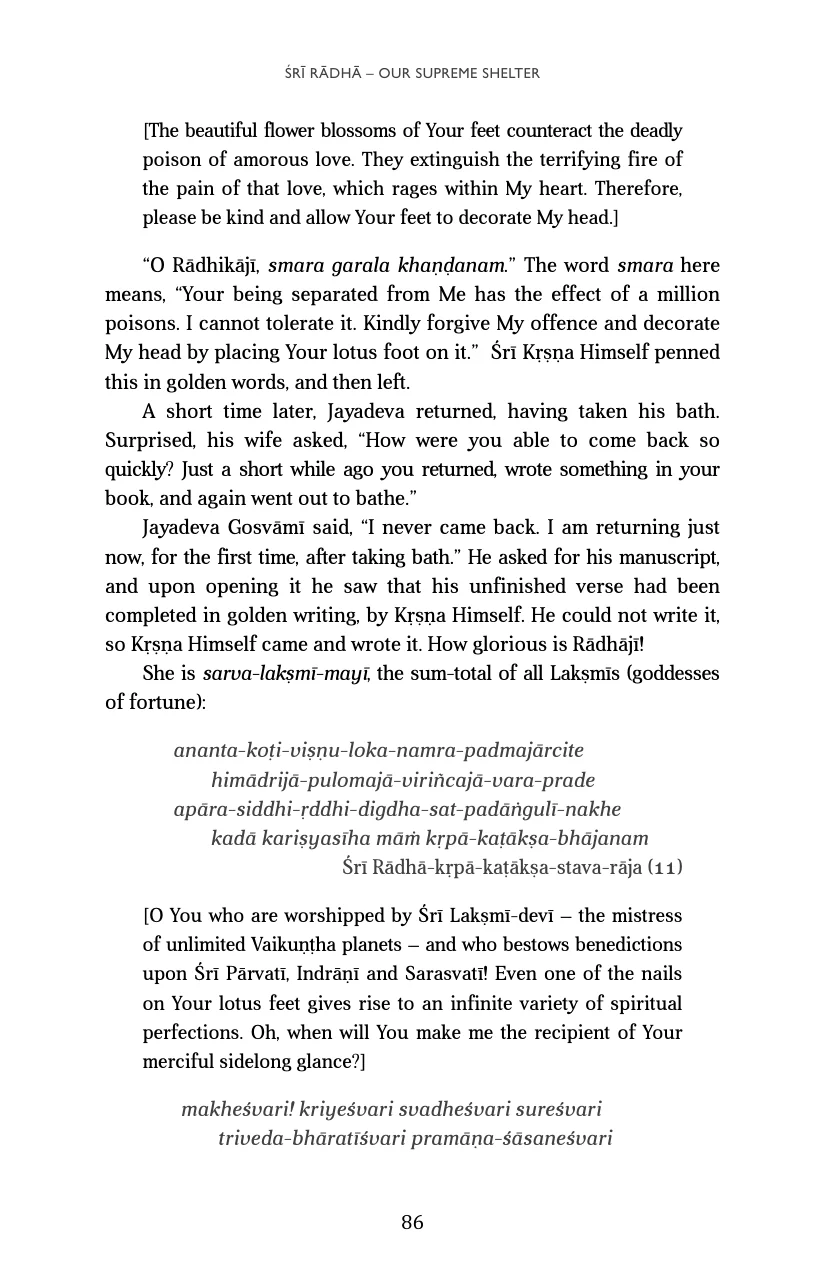 ŚRĪ RĀDHĀ – OUR SUPREME SHELTER
[The beautiful flower blossoms of Your feet counteract the deadly
poison of amorous love. They extinguish the terrifying fire of
the pain of that love, which rages within My heart. Therefore,
please be kind and allow Your feet to decorate My head.]
“O Rādhikājī, smara garala khaṇḍanam.” The word smara here
means, “Your being separated from Me has the effect of a million
poisons. I cannot tolerate it. Kindly forgive My offence and decorate
My head by placing Your lotus foot on it.” Śrī Kṛṣṇa Himself penned
this in golden words, and then left.
A short time later, Jayadeva returned, having taken his bath.
Surprised, his wife asked, “How were you able to come back so
quickly? Just a short while ago you returned, wrote something in your
book, and again went out to bathe.”
Jayadeva Gosvāmī said, “I never came back. I am returning just
now, for the first time, after taking bath.” He asked for his manuscript,
and upon opening it he saw that his unfinished verse had been
completed in golden writing, by Kṛṣṇa Himself. He could not write it,
so Kṛṣṇa Himself came and wrote it. How glorious is Rādhājī!
She is sarva-lakṣmī-mayī, the sum-total of all Lakṣmīs (goddesses
of fortune):
ananta-koṭi-viṣṇu-loka-namra-padmajārcite
himādrijā-pulomajā-viriñcajā-vara-prade
apāra-siddhi-ṛddhi-digdha-sat-padāṅgulī-nakhe
kadā kariṣyasīha māṁ kṛpā-kaṭākṣa-bhājanam
Śrī Rādhā-kṛpā-kaṭākṣa-stava-rāja (11)
[O You who are worshipped by Śrī Lakṣmī-devī – the mistress
of unlimited Vaikuṇṭha planets – and who bestows benedictions
upon Śrī Pārvatī, Indrāṇī and Sarasvatī! Even one of the nails
on Your lotus feet gives rise to an infinite variety of spiritual
perfections. Oh, when will You make me the recipient of Your
merciful sidelong glance?]
makheśvari! kriyeśvari svadheśvari sureśvari
triveda-bhāratīśvari pramāṇa-śāsaneśvari
86